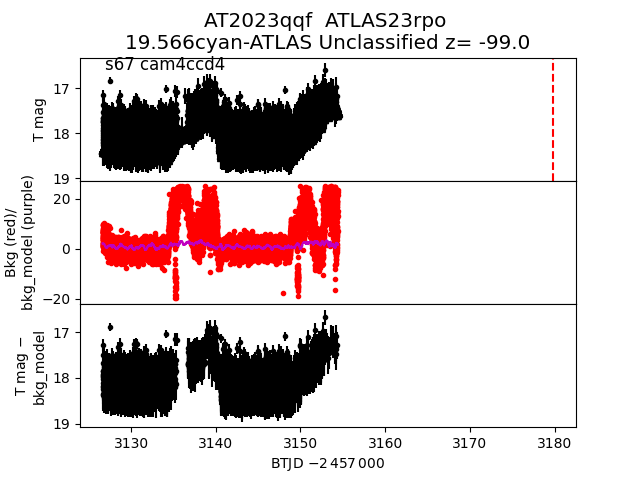 AT2023qqf  ATLAS23rpo
19.566cyan-ATLAS Unclassified z= -99.0
s67 cam4ccd4
17
18
19
T mag
20
0
−20
Bkg (red)/
bkg_model (purple)
17
18
19
T mag −
bkg_model
3130 3140 3150 3160 3170 3180
BTJD −2 457 000